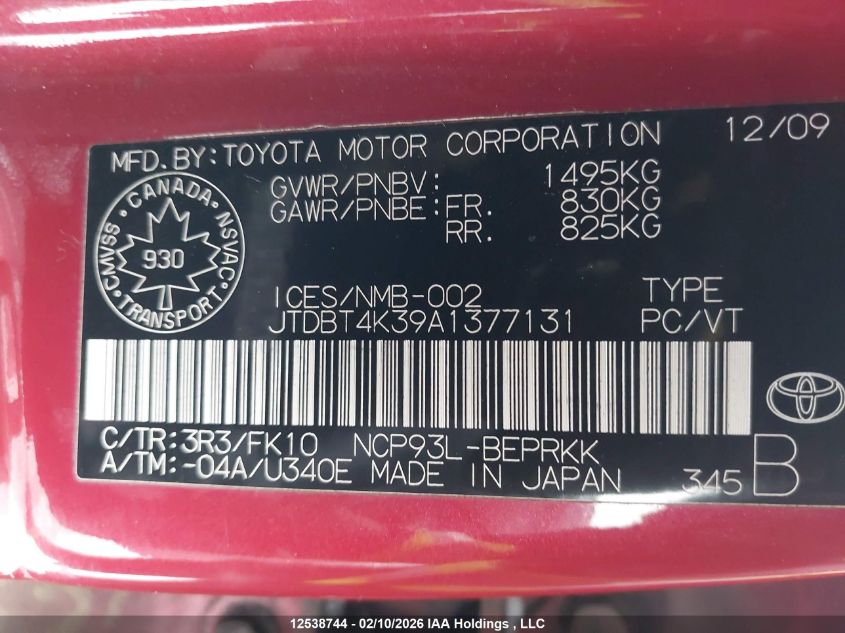 MFD. BY: TOYOTA MOTOR CORPORATION 12/09
GVWR/PNBV: 1495KG
GAWR/PNBE: FR. 830KG
RR. 825KG
CANADA
CMVSS NSVAC
930
TRANSPORT
ICES/NMB-002 TYPE
JTDBT4K39A1377131 PC/VT
C/TR: 3R3/FK10 NCP93L-BEPRKK
A/TM: -04A/U340E MADE IN JAPAN 345 B
12538744 - 02/10/2026 IAA Holdings , LLC